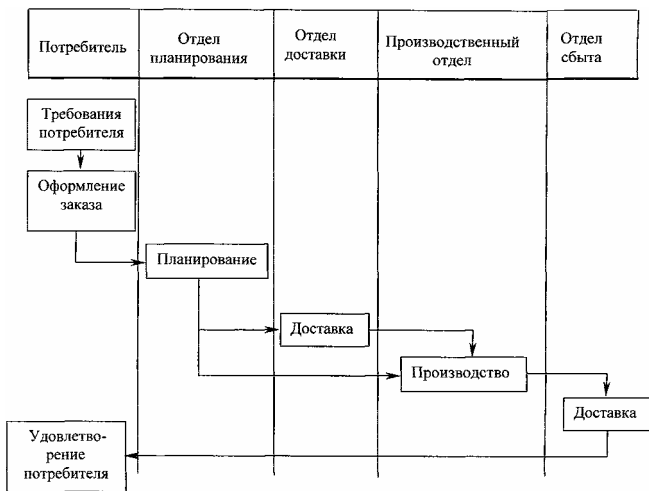 Потребитель
Отдел
планирования
Отдел
доставки
Производственный
отдел
Отдел
сбыта
Требования
потребителя
Оформление
заказа
Планирование
Доставка
Производство
Доставка
Удовлетво-
рение
потребителя